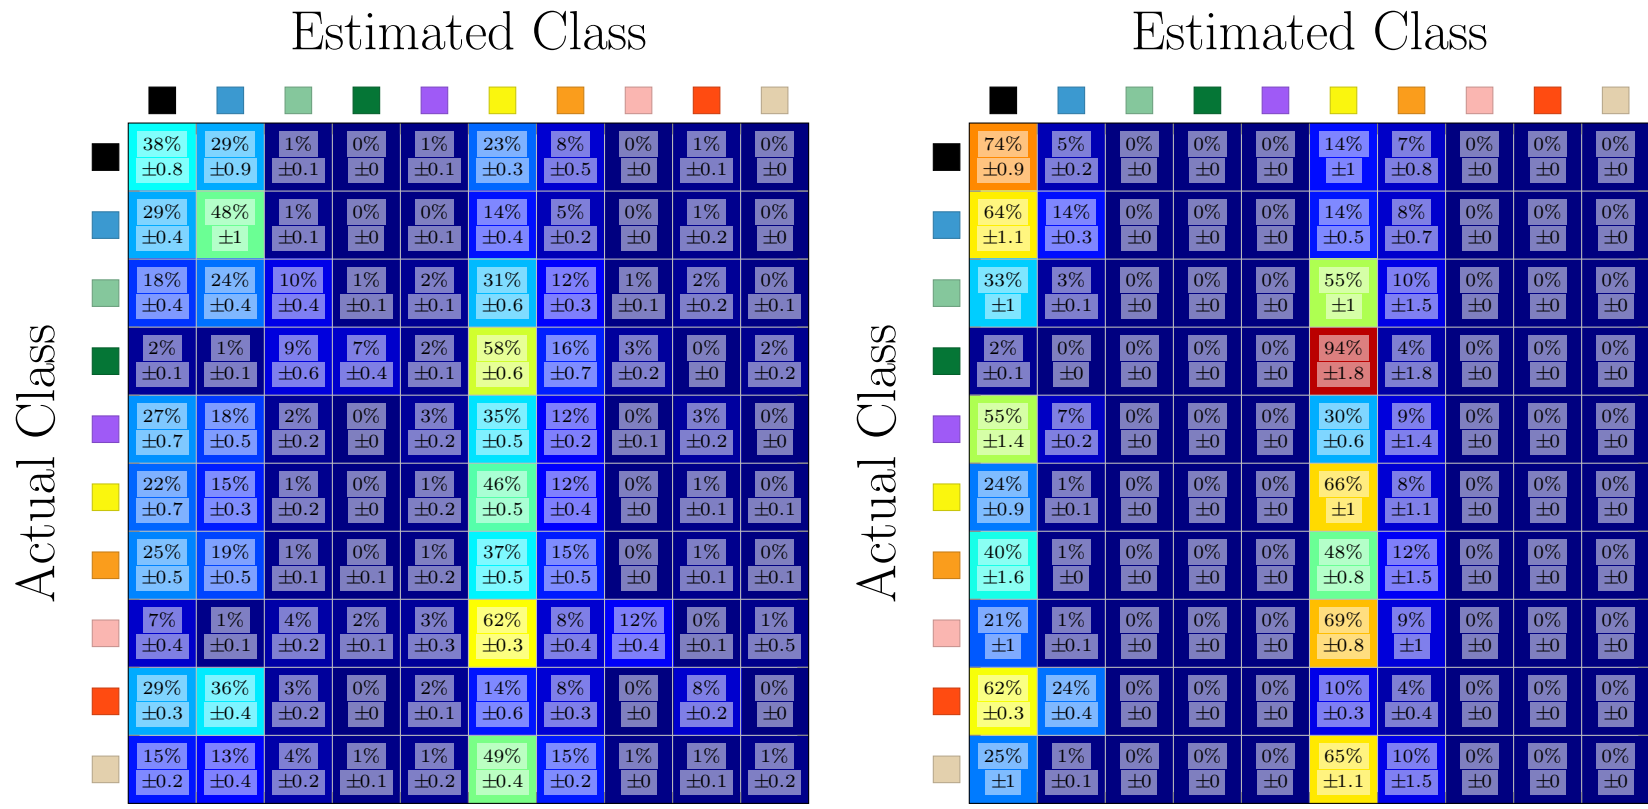 Estimated Class
Actual Class
38% 29% 1% 0% 1% 23% 8% 0% 1% 0%
±0.8 ±0.9 ±0.1 ±0 ±0.1 ±0.3 ±0.5 ±0 ±0.1 ±0
29% 48% 1% 0% 0% 14% 5% 0% 1% 0%
±0.4 ±1 ±0.1 ±0 ±0.1 ±0.4 ±0.2 ±0 ±0.2 ±0
18% 24% 10% 1% 2% 31% 12% 1% 2% 0%
±0.4 ±0.4 ±0.4 ±0.1 ±0.1 ±0.6 ±0.3 ±0.1 ±0.2 ±0.1
2% 1% 9% 7% 2% 58% 16% 3% 0% 2%
±0.1 ±0.1 ±0.6 ±0.4 ±0.1 ±0.6 ±0.7 ±0.2 ±0 ±0.2
27% 18% 2% 0% 3% 35% 12% 0% 3% 0%
±0.7 ±0.5 ±0.2 ±0 ±0.2 ±0.5 ±0.2 ±0.1 ±0.2 ±0
22% 15% 1% 0% 1% 46% 12% 0% 1% 0%
±0.7 ±0.3 ±0.2 ±0 ±0.2 ±0.5 ±0.4 ±0 ±0.1 ±0.1
25% 19% 1% 0% 1% 37% 15% 0% 1% 0%
±0.5 ±0.5 ±0.1 ±0.1 ±0.2 ±0.5 ±0.5 ±0 ±0.1 ±0.1
7% 1% 4% 2% 3% 62% 8% 12% 0% 1%
±0.4 ±0.1 ±0.2 ±0.1 ±0.3 ±0.3 ±0.4 ±0.4 ±0.1 ±0.5
29% 36% 3% 0% 2% 14% 8% 0% 8% 0%
±0.3 ±0.4 ±0.2 ±0 ±0.1 ±0.6 ±0.3 ±0 ±0.2 ±0
15% 13% 4% 1% 1% 49% 15% 1% 1% 1%
±0.2 ±0.4 ±0.2 ±0.1 ±0.2 ±0.4 ±0.2 ±0 ±0.1 ±0.2
Estimated Class
Actual Class
74% 5% 0% 0% 0% 14% 7% 0% 0% 0%
±0.9 ±0.2 ±0 ±0 ±0 ±1 ±0.8 ±0 ±0 ±0
64% 14% 0% 0% 0% 14% 8% 0% 0% 0%
±1.1 ±0.3 ±0 ±0 ±0 ±0.5 ±0.7 ±0 ±0 ±0
33% 3% 0% 0% 0% 55% 10% 0% 0% 0%
±1 ±0.1 ±0 ±0 ±0 ±1 ±1.5 ±0 ±0 ±0
2% 0% 0% 0% 0% 94% 4% 0% 0% 0%
±0.1 ±0 ±0 ±0 ±0 ±1.8 ±1.8 ±0 ±0 ±0
55% 7% 0% 0% 0% 30% 9% 0% 0% 0%
±1.4 ±0.2 ±0 ±0 ±0 ±0.6 ±1.4 ±0 ±0 ±0
24% 1% 0% 0% 0% 66% 8% 0% 0% 0%
±0.9 ±0.1 ±0 ±0 ±0 ±1 ±1.1 ±0 ±0 ±0
40% 1% 0% 0% 0% 48% 12% 0% 0% 0%
±1.6 ±0 ±0 ±0 ±0 ±0.8 ±1.5 ±0 ±0 ±0
21% 1% 0% 0% 0% 69% 9% 0% 0% 0%
±1 ±0.1 ±0 ±0 ±0 ±0.8 ±1 ±0 ±0 ±0
62% 24% 0% 0% 0% 10% 4% 0% 0% 0%
±0.3 ±0.4 ±0 ±0 ±0 ±0.3 ±0.4 ±0 ±0 ±0
25% 1% 0% 0% 0% 65% 10% 0% 0% 0%
±1 ±0.1 ±0 ±0 ±0 ±1.1 ±1.5 ±0 ±0 ±0